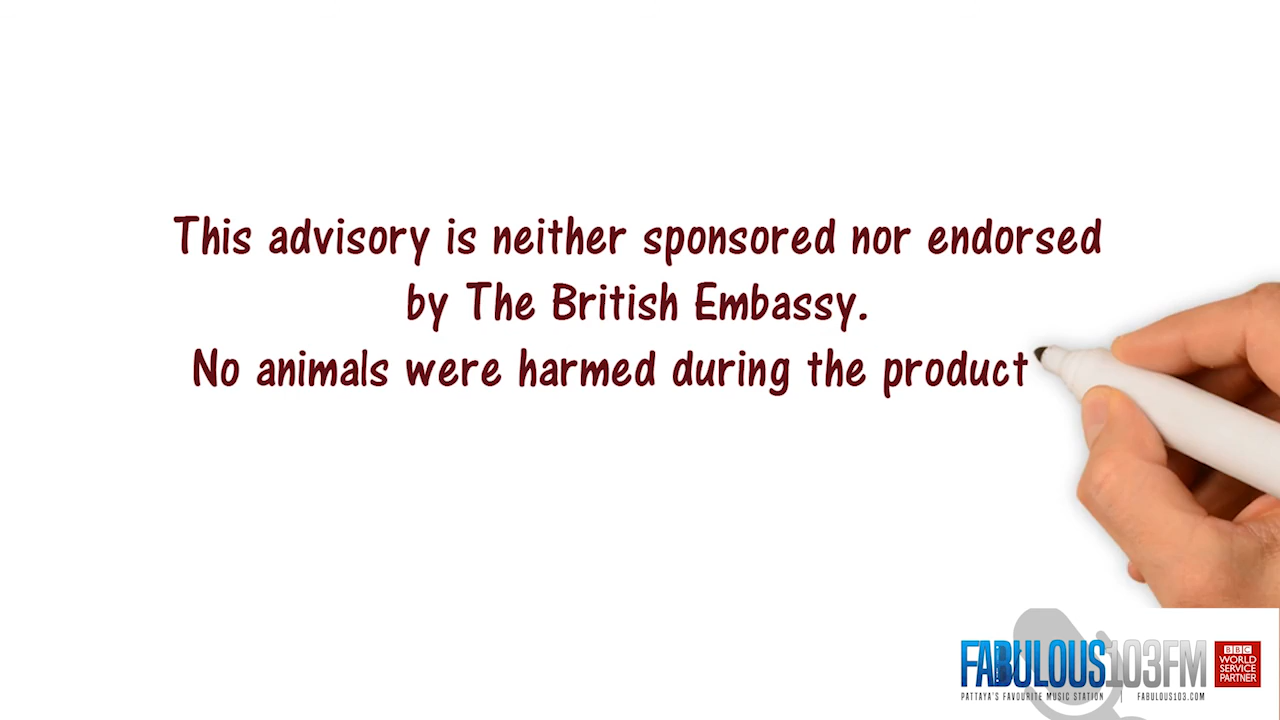 This advisory is neither sponsored nor endorsed
by The British Embassy.
No animals were harmed during the product
FABULOUS103FM
PATTAYA'S FAVOURITE MUSIC STATION | FABULOUS103.COM
BBC
WORLD
SERVICE
PARTNER